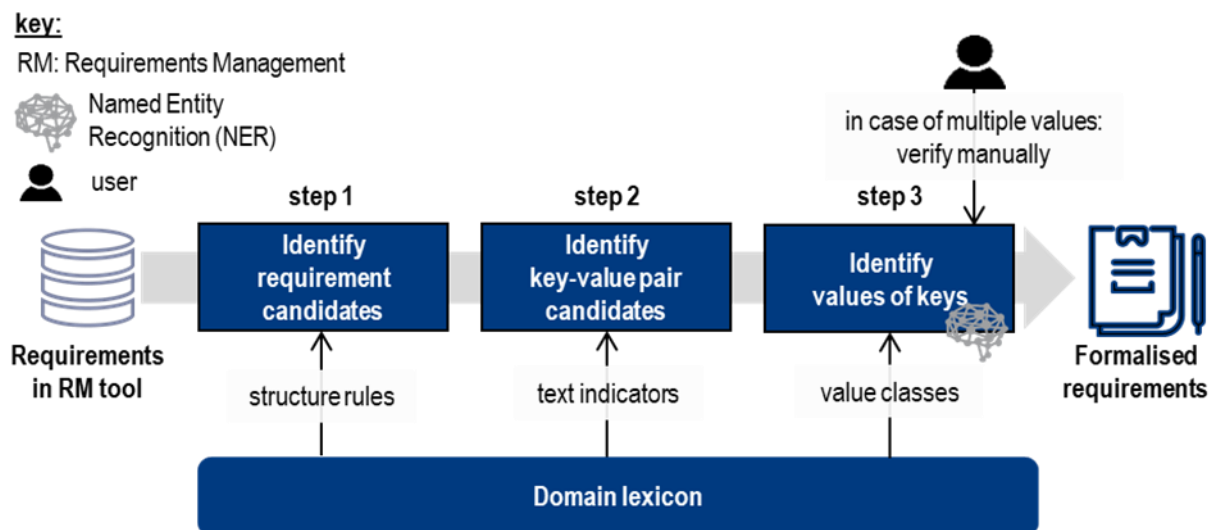 key:
RM: Requirements Management
Named Entity
Recognition (NER)
user
in case of multiple values:
verify manually
step 1
step 2
step 3
Identify
requirement
candidates
Identify
key-value pair
candidates
Identify
values of keys
Requirements
in RM tool
Formalised
requirements
structure rules
text indicators
value classes
Domain lexicon